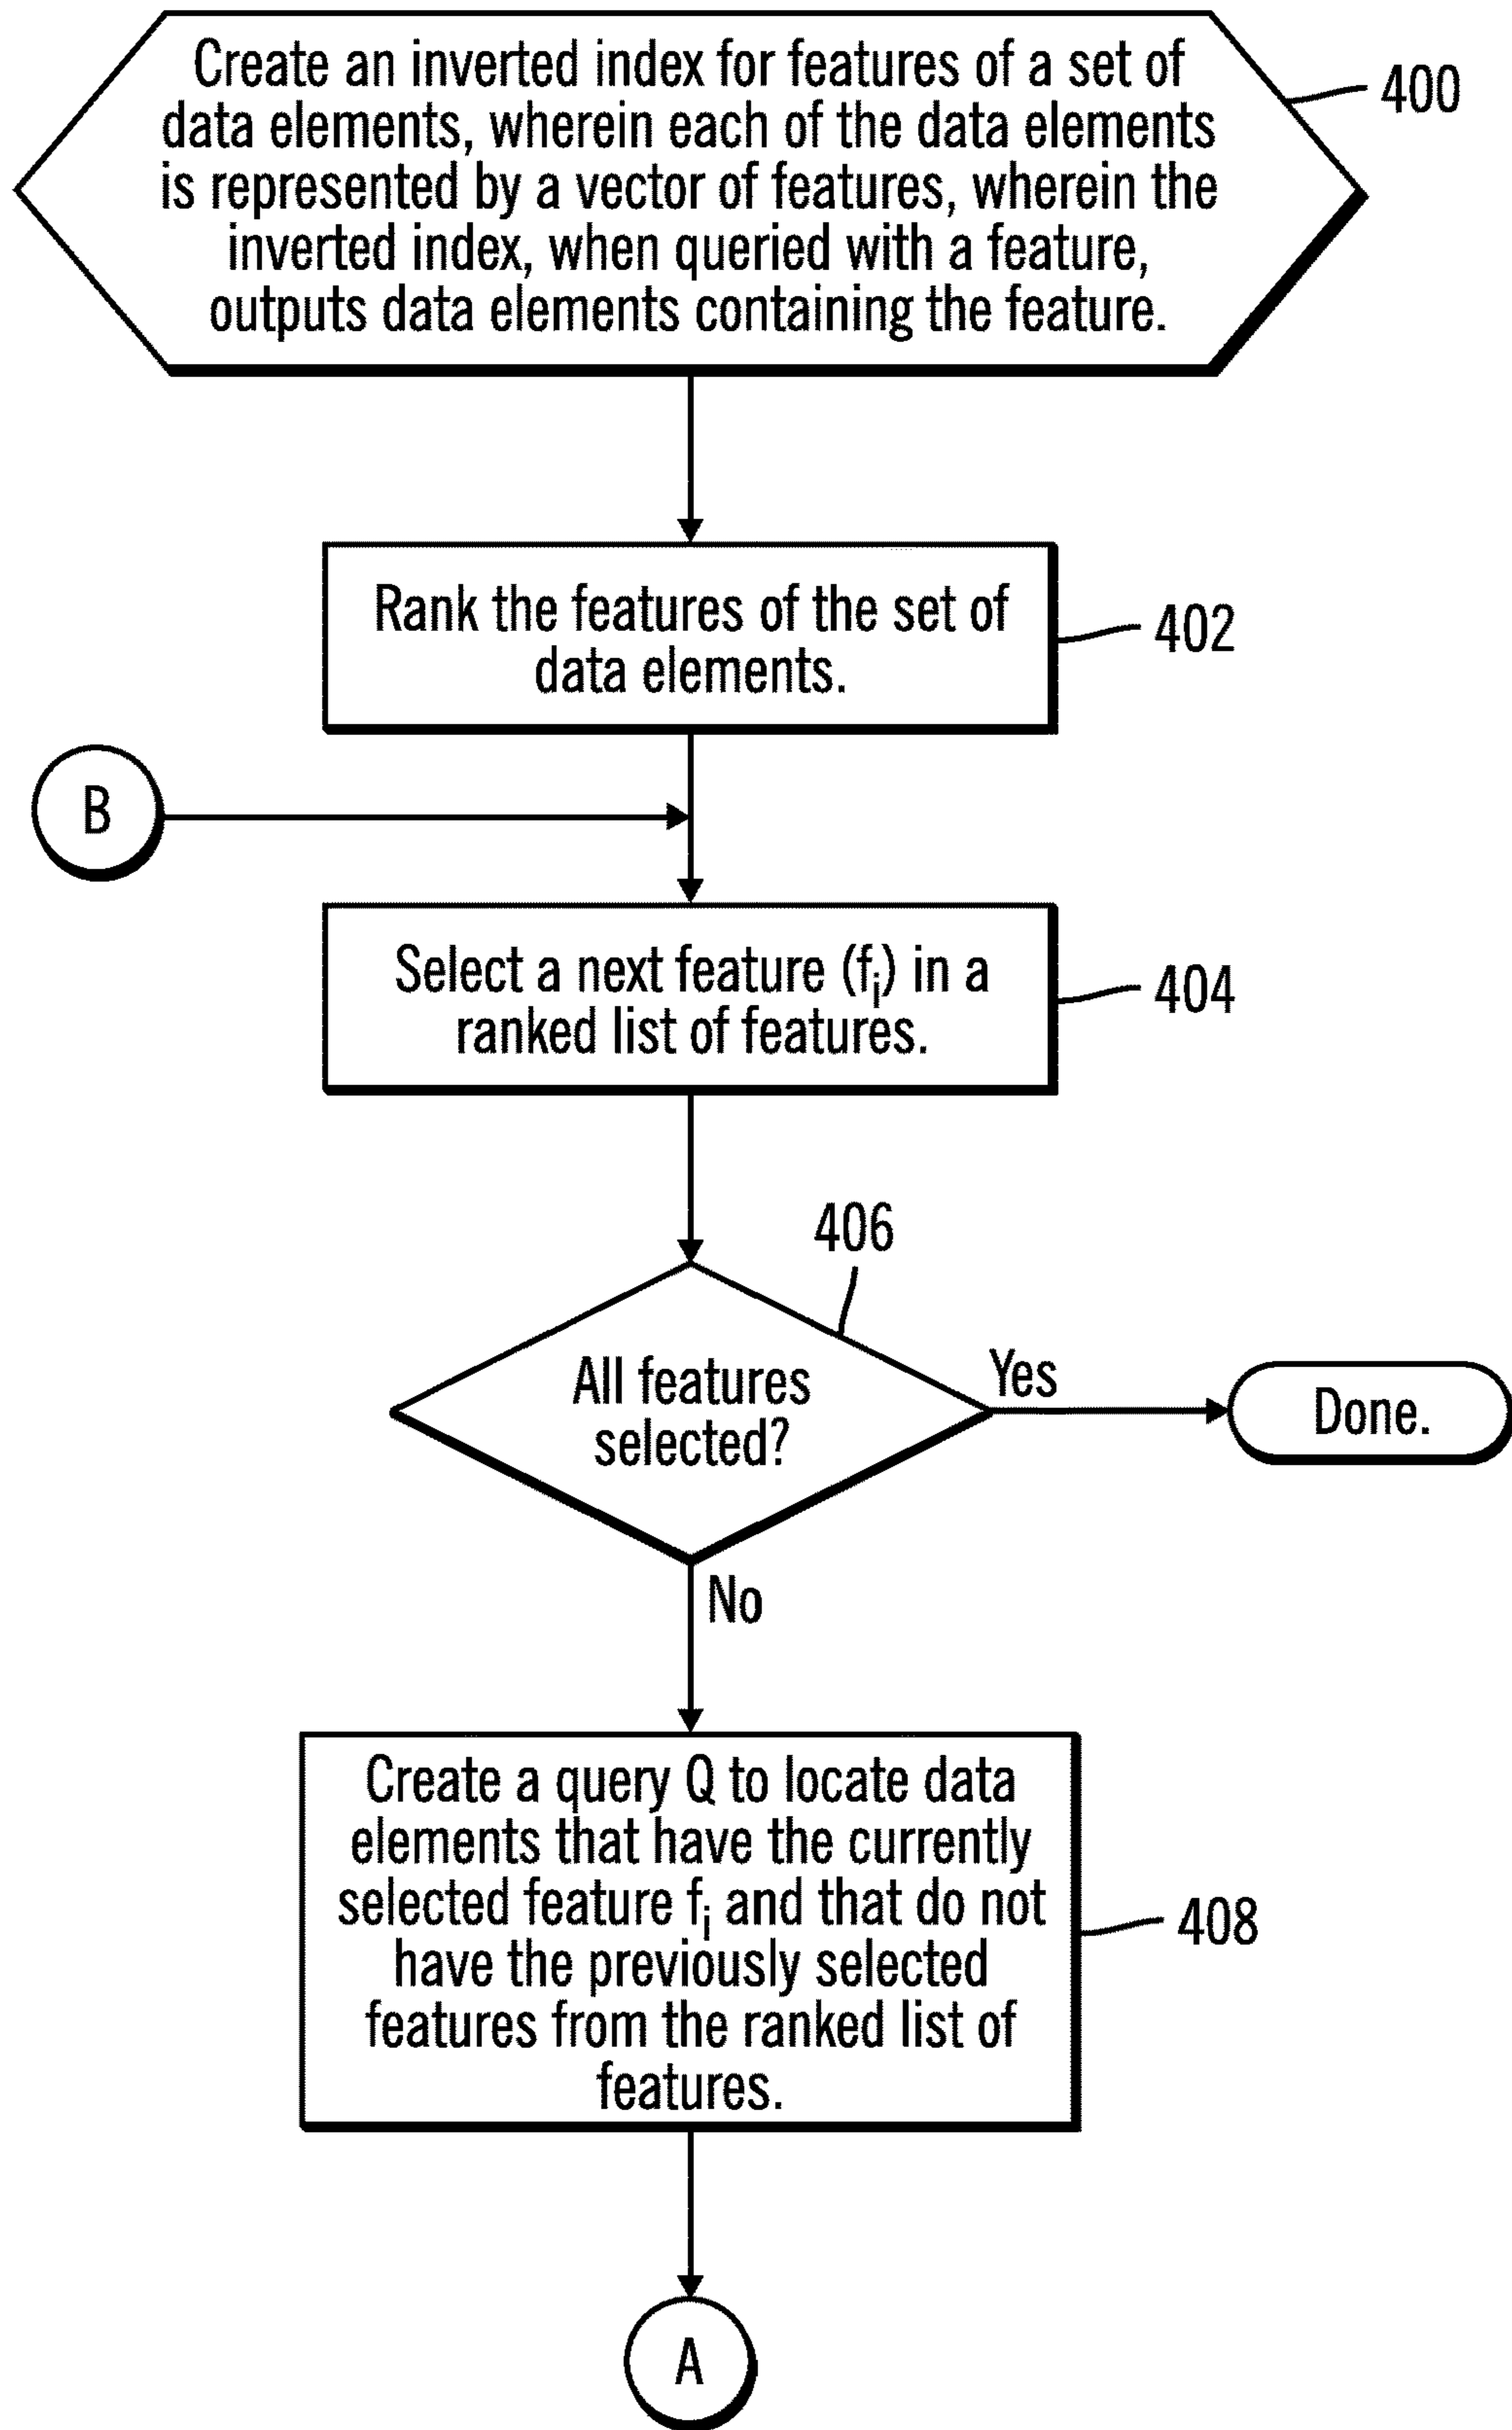 Create an inverted index for features of a set of
data elements, wherein each of the data elements
is represented by a vector of features, wherein the
inverted index, when queried with a feature,
outputs data elements containing the feature.
400
Rank the features of the set of
data elements.
402
B
Select a next feature (fi) in a
ranked list of features.
404
406
All features
selected?
Yes
Done.
No
Create a query Q to locate data
elements that have the currently
selected feature fi and that do not
have the previously selected
features from the ranked list of
features.
408
A